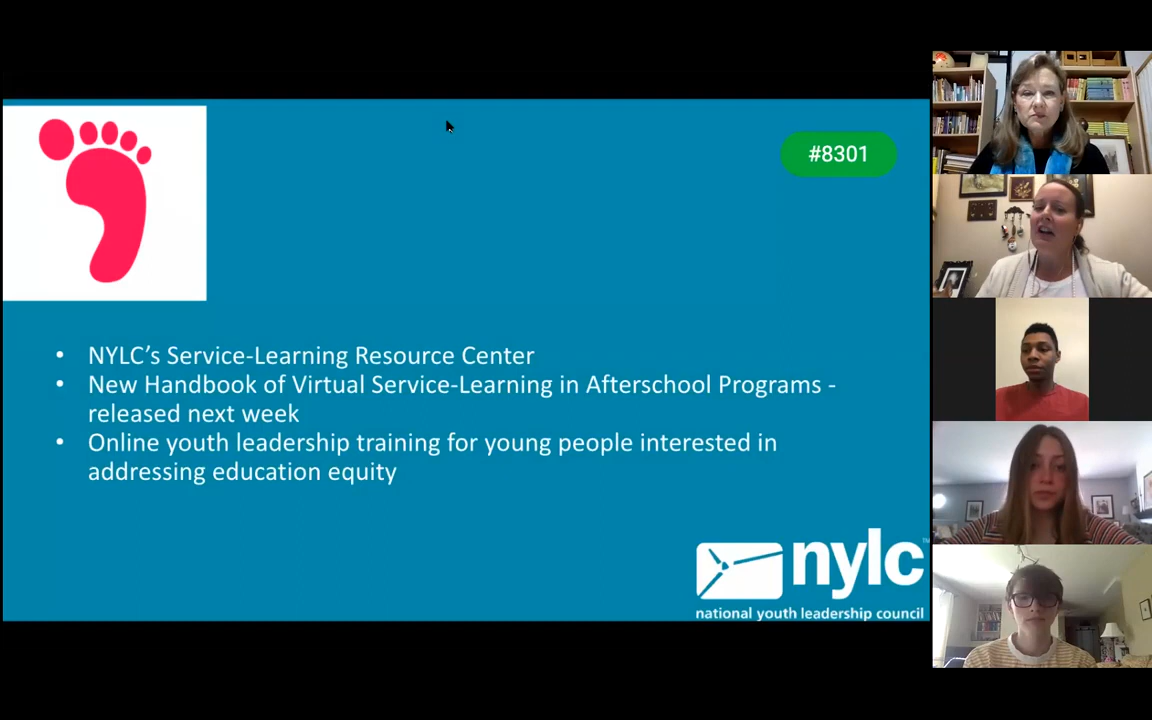 #8301
• NYLC’s Service-Learning Resource Center
• New Handbook of Virtual Service-Learning in Afterschool Programs -
released next week
• Online youth leadership training for young people interested in
addressing education equity
nylc™
national youth leadership council